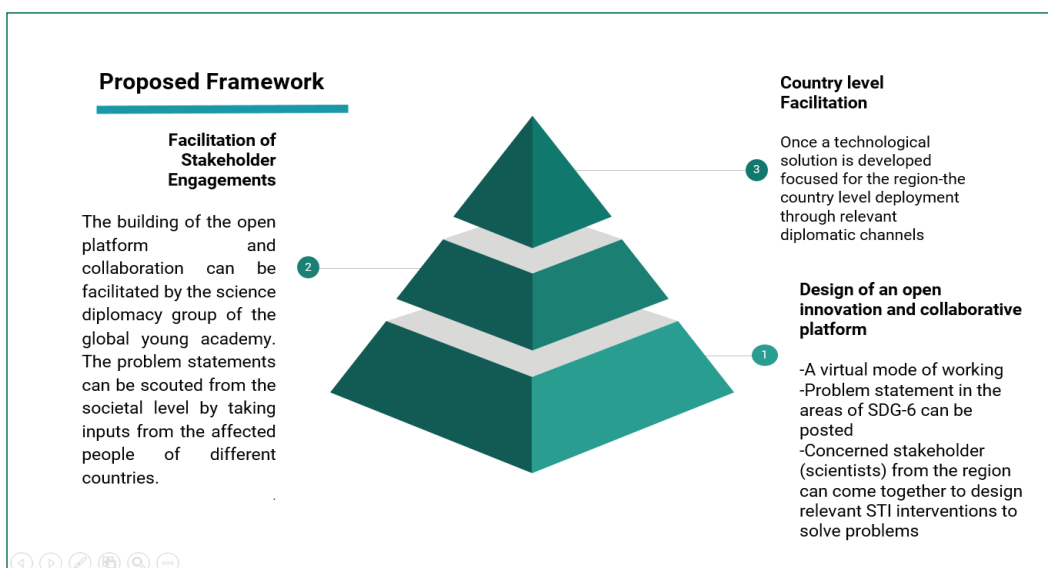 Proposed Framework
Facilitation of
Stakeholder
Engagements
The building of the open
platform and
collaboration can be
facilitated by the science
diplomacy group of the
global young academy.
The problem statements
can be scouted from the
societal level by taking
inputs from the affected
people of different
countries.
.
2
3
Country level
Facilitation
Once a technological
solution is developed
focused for the region-the
country level deployment
through relevant
diplomatic channels
1
Design of an open
innovation and collaborative
platform
-A virtual mode of working
-Problem statement in the
areas of SDG-6 can be
posted
-Concerned stakeholder
(scientists) from the region
can come together to design
relevant STI interventions to
solve problems